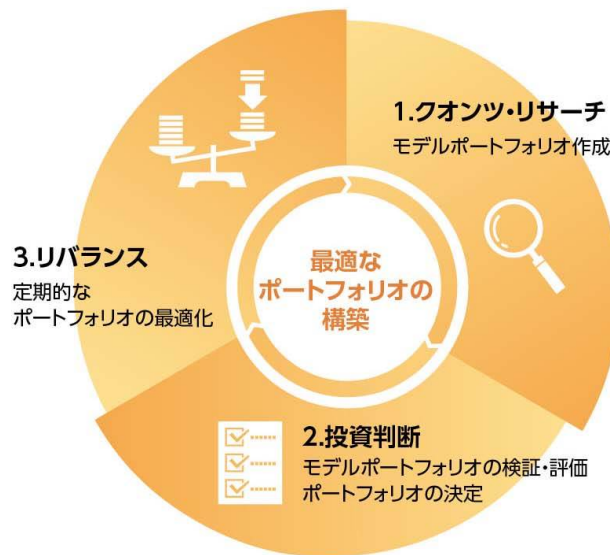 1.クオンツ・リサーチ
モデルポートフォリオ作成
2.投資判断
モデルポートフォリオの検証・評価
ポートフォリオの決定
3.リバランス
定期的な
ポートフォリオの最適化
最適な
ポートフォリオの
構築